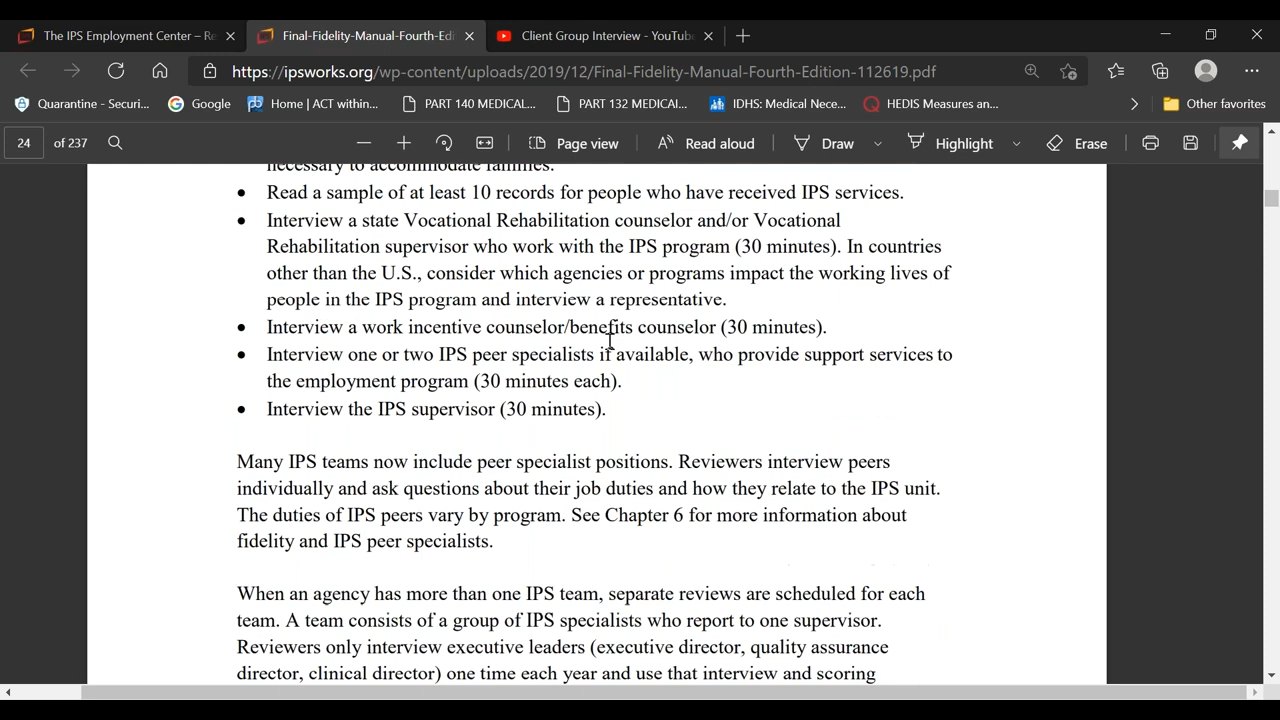 The IPS Employment Center – Re
Final-Fidelity-Manual-Fourth-Edi
Client Group Interview - YouTub
https://ipsworks.org/wp-content/uploads/2019/12/Final-Fidelity-Manual-Fourth-Edition-112619.pdf
Quarantine - Securi... Google Home | ACT within... PART 140 MEDICAL... PART 132 MEDICAI... IDHS: Medical Nece... HEDIS Measures an... Other favorites
24 of 237 Page view Read aloud Draw Highlight Erase
necessary to accommodate families.
• Read a sample of at least 10 records for people who have received IPS services.
• Interview a state Vocational Rehabilitation counselor and/or Vocational
Rehabilitation supervisor who work with the IPS program (30 minutes). In countries
other than the U.S., consider which agencies or programs impact the working lives of
people in the IPS program and interview a representative.
• Interview a work incentive counselor/benefits counselor (30 minutes).
• Interview one or two IPS peer specialists if available, who provide support services to
the employment program (30 minutes each).
• Interview the IPS supervisor (30 minutes).
Many IPS teams now include peer specialist positions. Reviewers interview peers
individually and ask questions about their job duties and how they relate to the IPS unit.
The duties of IPS peers vary by program. See Chapter 6 for more information about
fidelity and IPS peer specialists.
When an agency has more than one IPS team, separate reviews are scheduled for each
team. A team consists of a group of IPS specialists who report to one supervisor.
Reviewers only interview executive leaders (executive director, quality assurance
director, clinical director) one time each year and use that interview and scoring